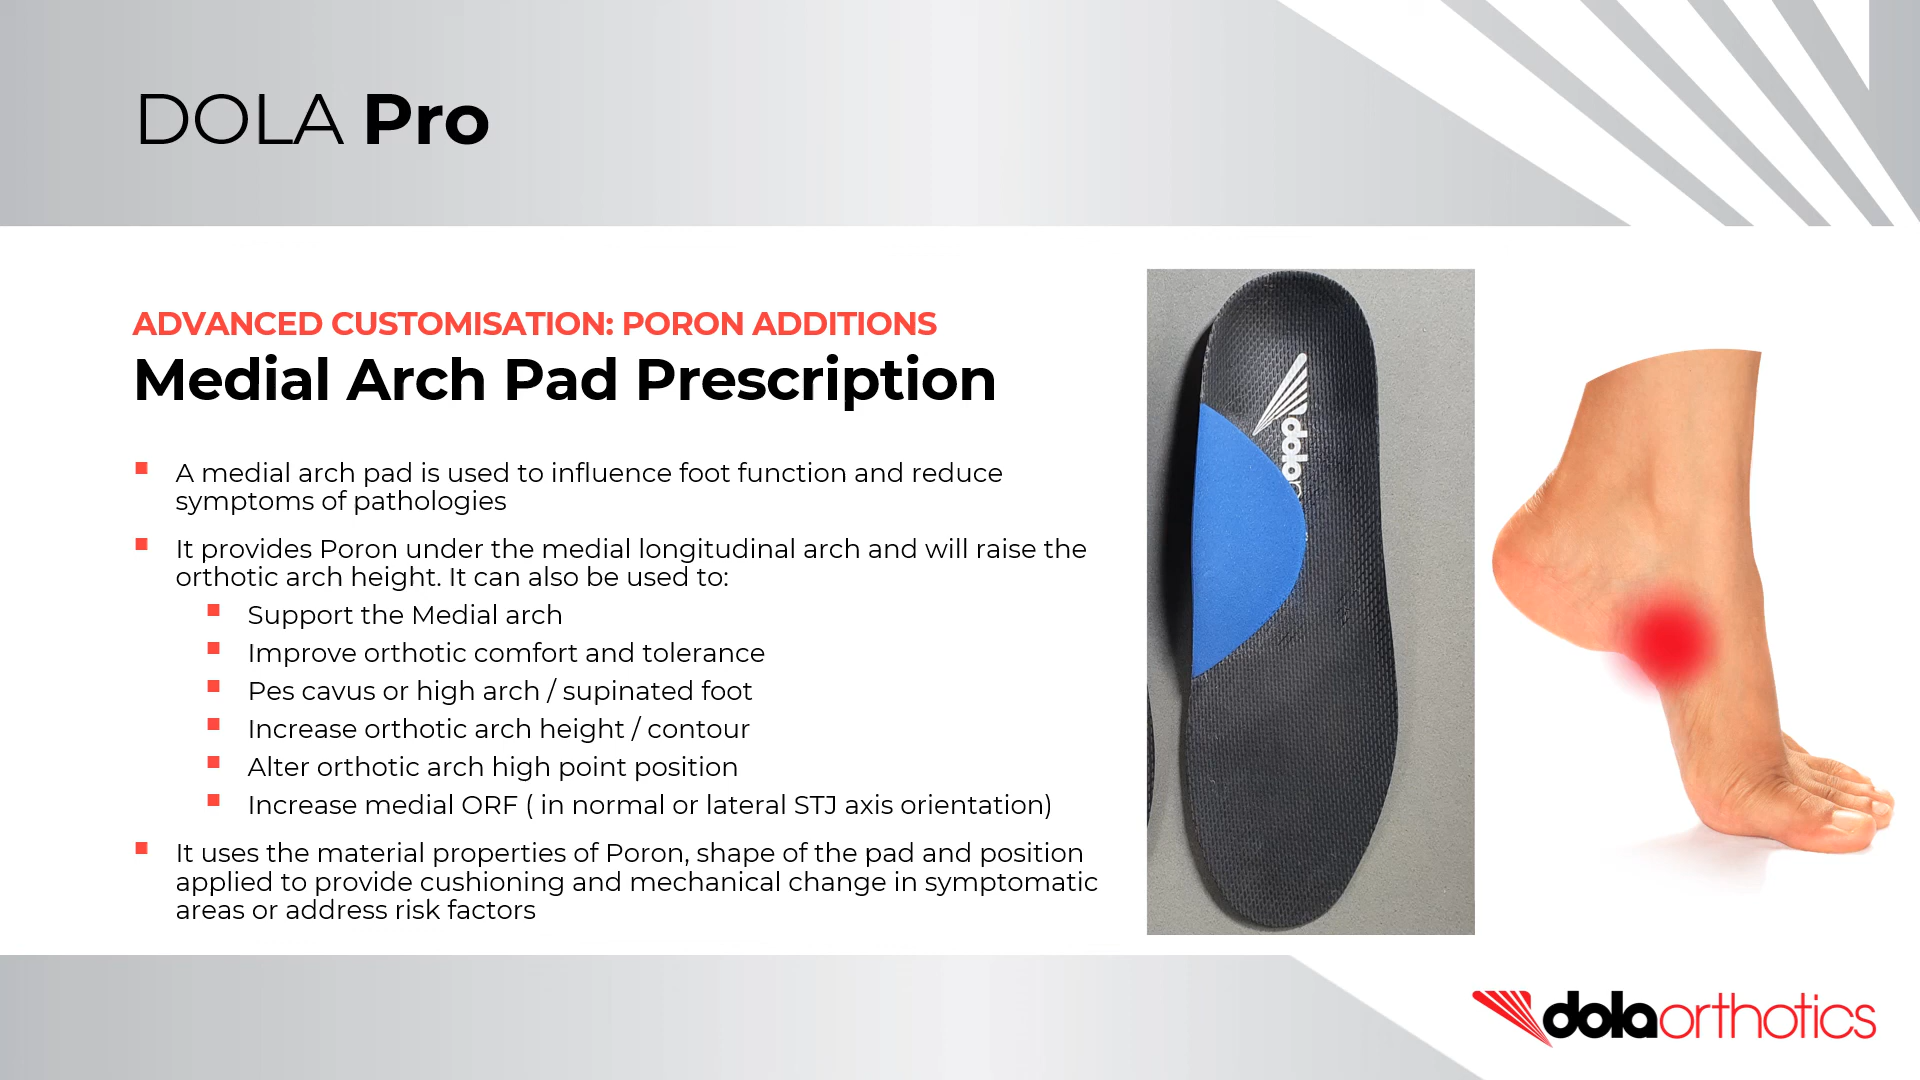 DOLA Pro
ADVANCED CUSTOMISATION: PORON ADDITIONS
Medial Arch Pad Prescription
A medial arch pad is used to influence foot function and reduce
symptoms of pathologies
It provides Poron under the medial longitudinal arch and will raise the
orthotic arch height. It can also be used to:
Support the Medial arch
Improve orthotic comfort and tolerance
Pes cavus or high arch / supinated foot
Increase orthotic arch height / contour
Alter orthotic arch high point position
Increase medial ORF ( in normal or lateral STJ axis orientation)
It uses the material properties of Poron, shape of the pad and position
applied to provide cushioning and mechanical change in symptomatic
areas or address risk factors
dola
dolaorthotics